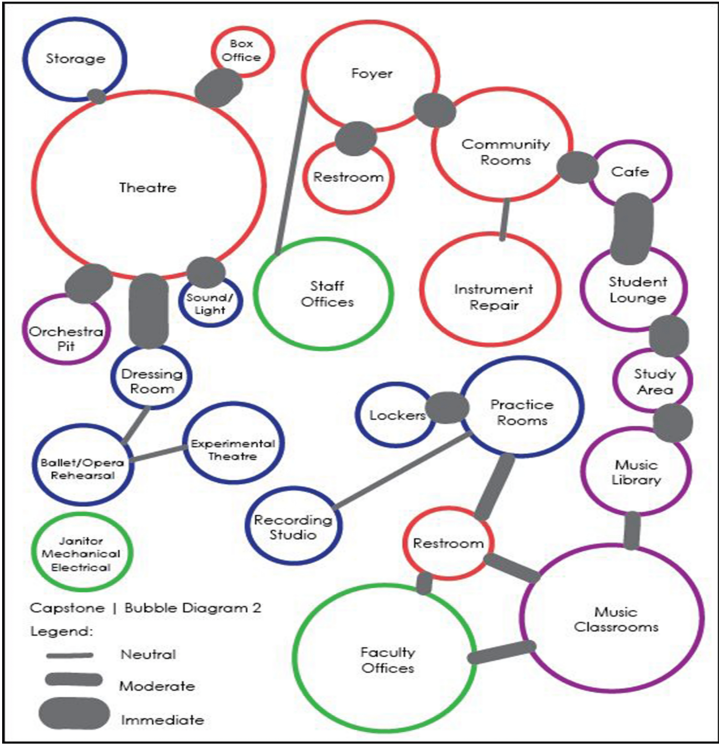 Storage
Box
Office
Foyer
Community
Rooms
Cafe
Theatre
Restroom
Staff
Offices
Instrument
Repair
Student
Lounge
Sound/
Light
Orchestra
Pit
Dressing
Room
Study
Area
Lockers
Practice
Rooms
Ballet/Opera
Rehearsal
Experimental
Theatre
Music
Library
Recording
Studio
Janitor
Mechanical
Electrical
Restroom
Music
Classrooms
Faculty
Offices
Capstone | Bubble Diagram 2
Legend:
Neutral
Moderate
Immediate